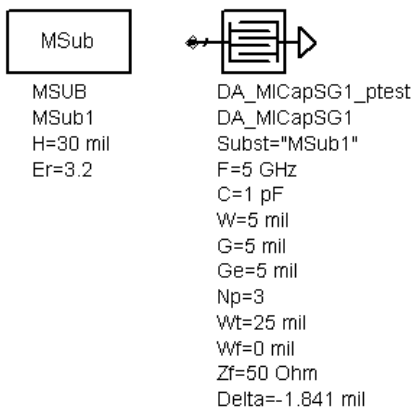 MSub
MSUB
MSub1
H=30 mil
Er=3.2
DA_MICapSG1_ptest
DA_MICapSG1
Subst="MSub1"
F=5 GHz
C=1 pF
W=5 mil
G=5 mil
Ge=5 mil
Np=3
Wt=25 mil
Wf=0 mil
Zf=50 Ohm
Delta=-1.841 mil